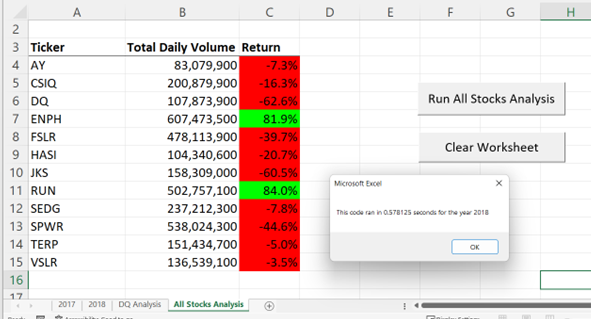 A B C D E F G H
2
3 Ticker Total Daily Volume Return
4 AY 83,079,900 -7.3%
5 CSIQ 200,879,900 -16.3%
6 DQ 107,873,900 -62.6%
7 ENPH 607,473,500 81.9%
8 FSLR 478,113,900 -39.7%
9 HASI 104,340,600 -20.7%
10 JKS 158,309,000 -60.5%
11 RUN 502,757,100 84.0%
12 SEDG 237,212,300 -7.8%
13 SPWR 538,024,300 -44.6%
14 TERP 151,434,700 -5.0%
15 VSLR 136,539,100 -3.5%
16
17
Run All Stocks Analysis
Clear Worksheet
Microsoft Excel
This code ran in 0.578125 seconds for the year 2018
OK
2017 2018 DQ Analysis All Stocks Analysis